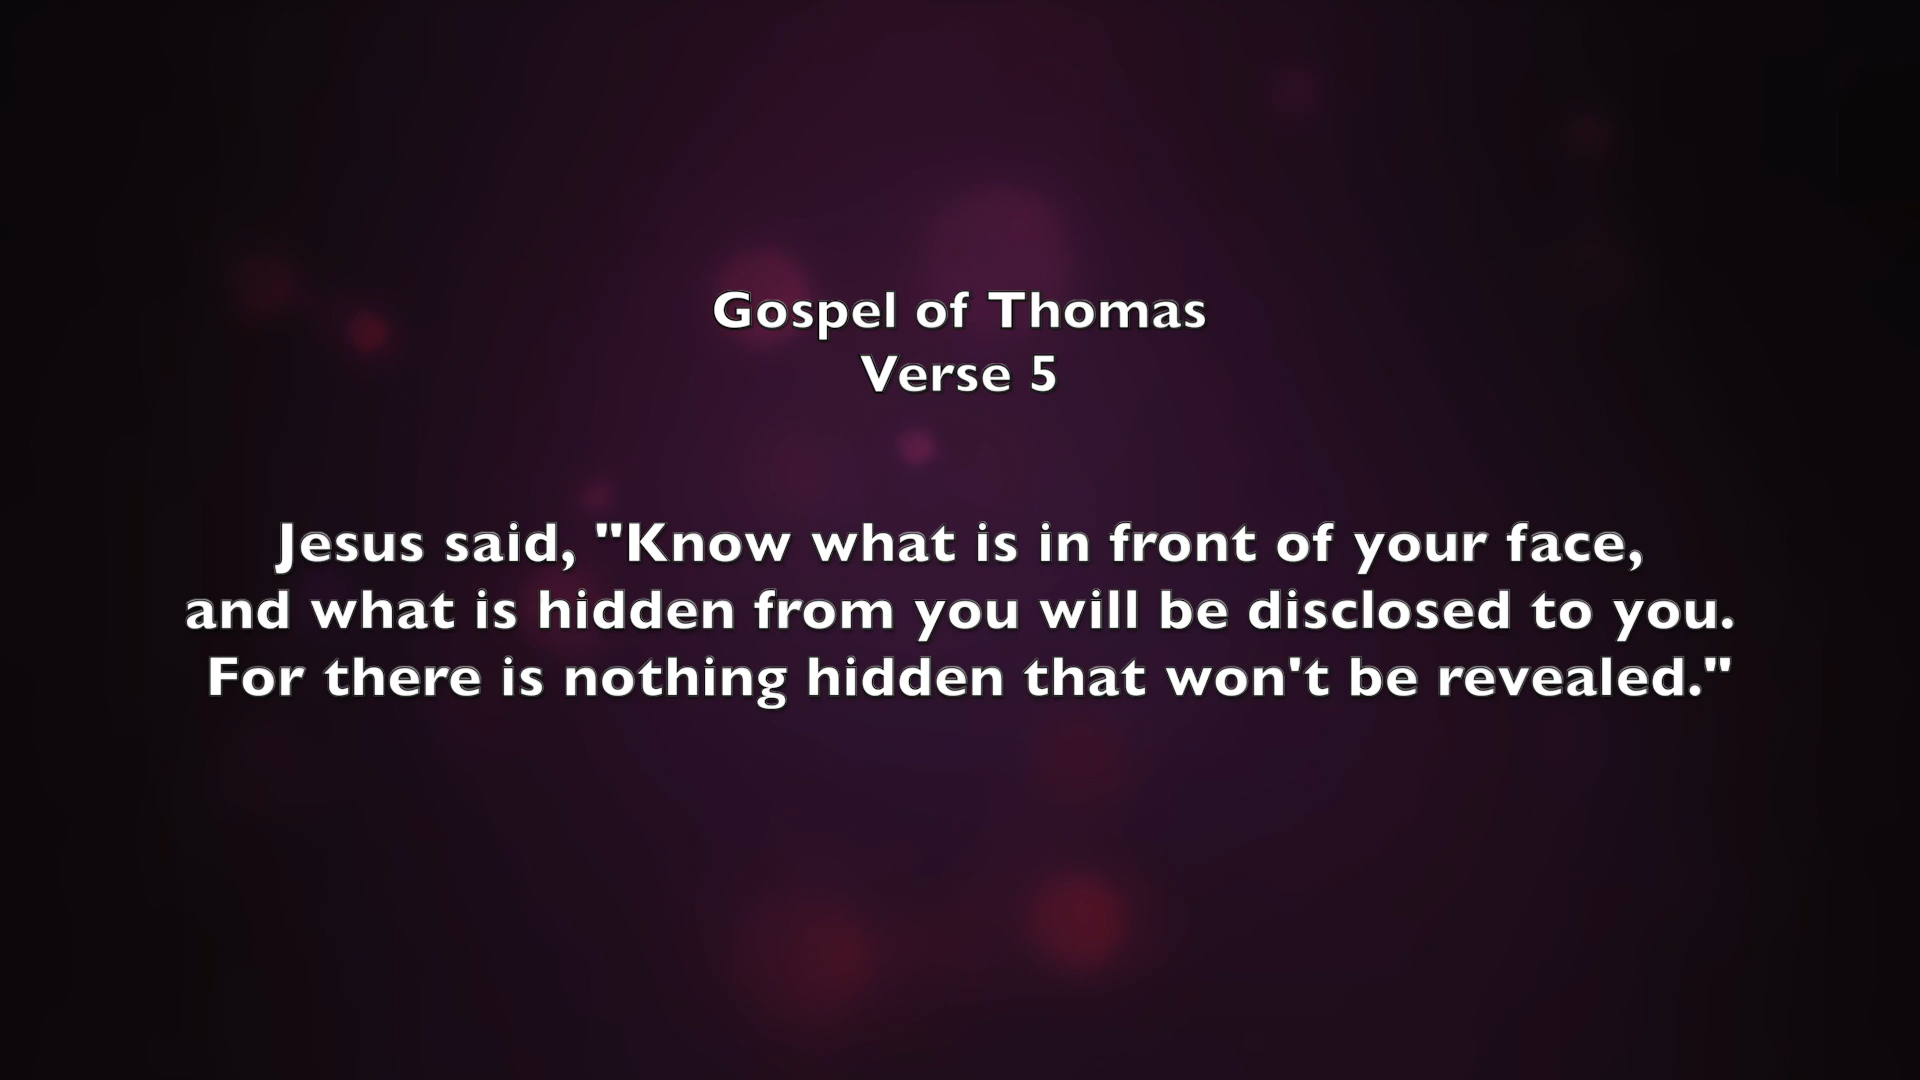 Gospel of Thomas
Verse 5
Jesus said, "Know what is in front of your face,
and what is hidden from you will be disclosed to you.
For there is nothing hidden that won't be revealed."